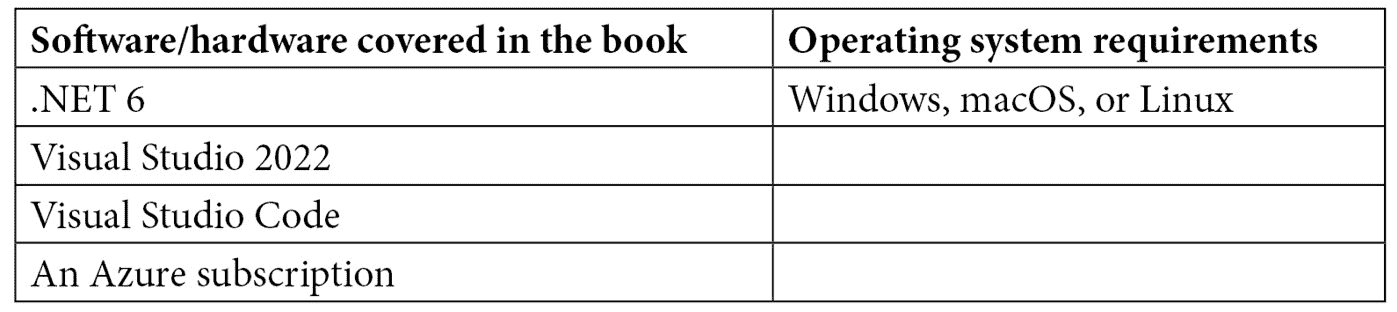 Software/hardware covered in the book Operating system requirements
.NET 6 Windows, macOS, or Linux
Visual Studio 2022
Visual Studio Code
An Azure subscription